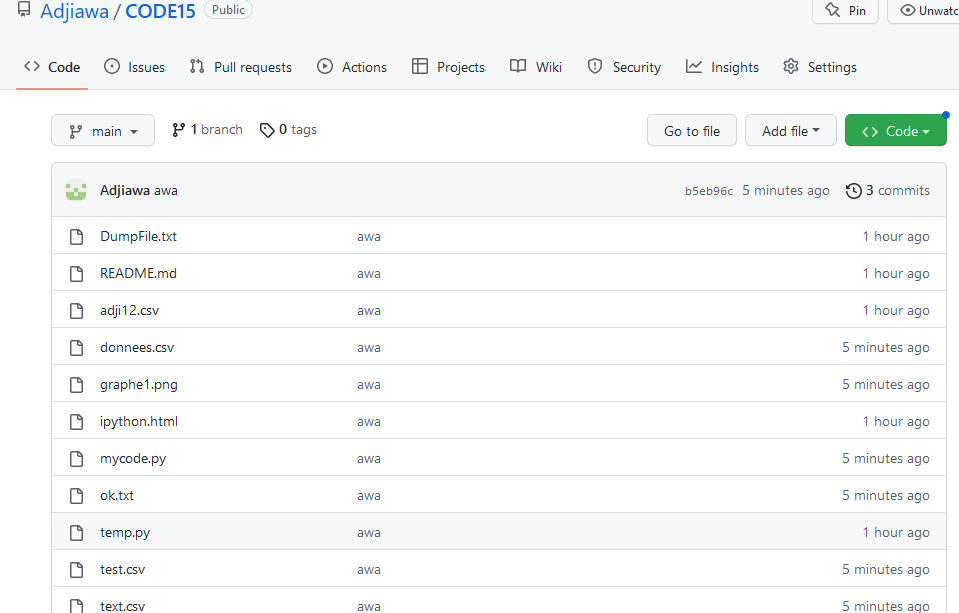 Adjiawa / CODE15 Public
Pin Unwatc
Code Issues Pull requests Actions Projects Wiki Security Insights Settings
main 1 branch 0 tags Go to file Add file Code
Adjiawa awa b5eb96c 5 minutes ago 3 commits
DumpFile.txt awa 1 hour ago
README.md awa 1 hour ago
adji12.csv awa 1 hour ago
donnees.csv awa 5 minutes ago
graphe1.png awa 5 minutes ago
ipython.html awa 1 hour ago
mycode.py awa 5 minutes ago
ok.txt awa 5 minutes ago
temp.py awa 1 hour ago
test.csv awa 5 minutes ago
text.csv awa 5 minutes ago